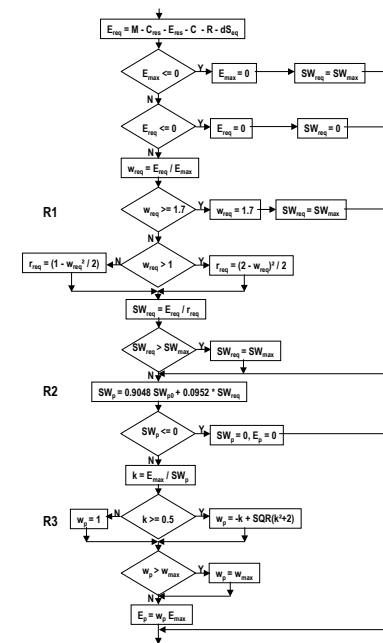 E_req = M - C_res - E_res - C - R - dS_eq
E_max <= 0
Y
E_max = 0
SW_req = SW_max
N
E_req <= 0
Y
E_req = 0
SW_req = 0
N
w_req = E_req / E_max
R1
w_req >= 1.7
Y
w_req = 1.7
SW_req = SW_max
N
r_req = (1 - w_req² / 2)
N
w_req > 1
Y
r_req = (2 - w_req)² / 2
SW_req = E_req / r_req
SW_req > SW_max
Y
SW_req = SW_max
N
R2
SW_p = 0.9048 SW_p0 + 0.0952 * SW_req
SW_p <= 0
Y
SW_p = 0, E_p = 0
N
k = E_max / SW_p
R3
w_p = 1
N
k >= 0.5
Y
w_p = -k + SQR(k²+2)
w_p > w_max
Y
w_p = w_max
N
E_p = w_p E_max